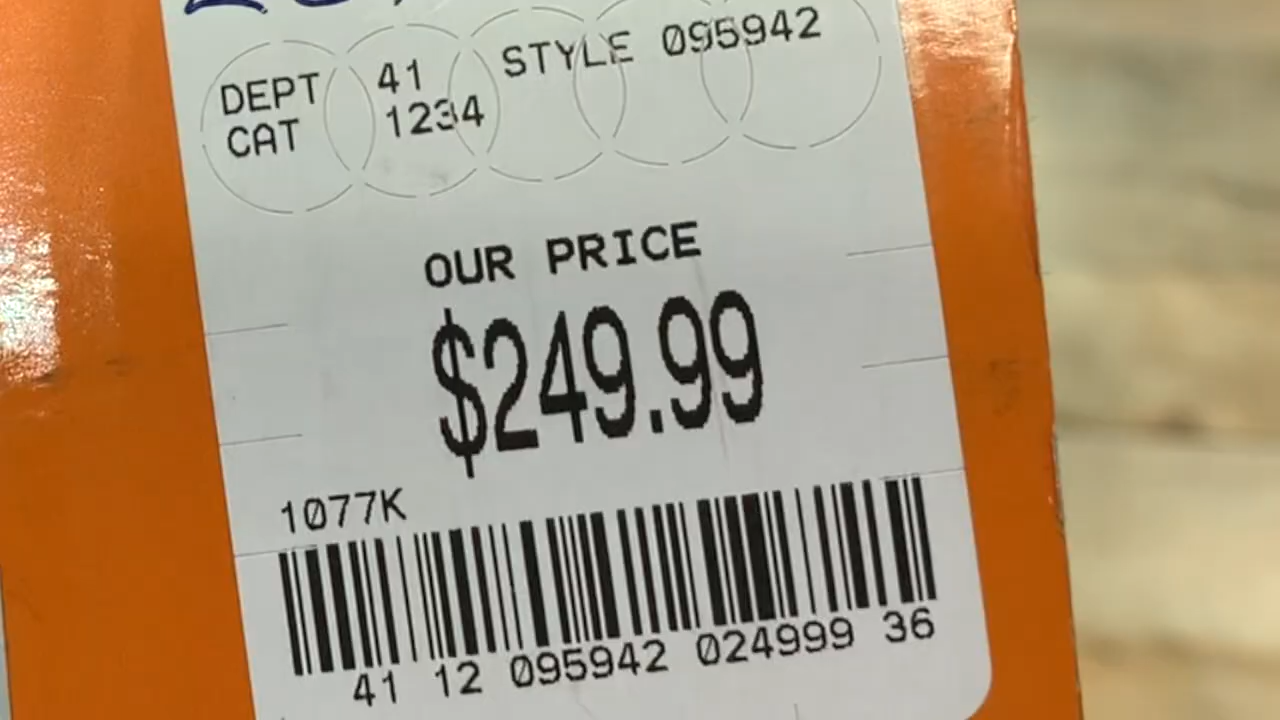 DEPT 41 STYLE 095942
CAT 1234
OUR PRICE
$249.99
1077K
41 12 095942 024999 36